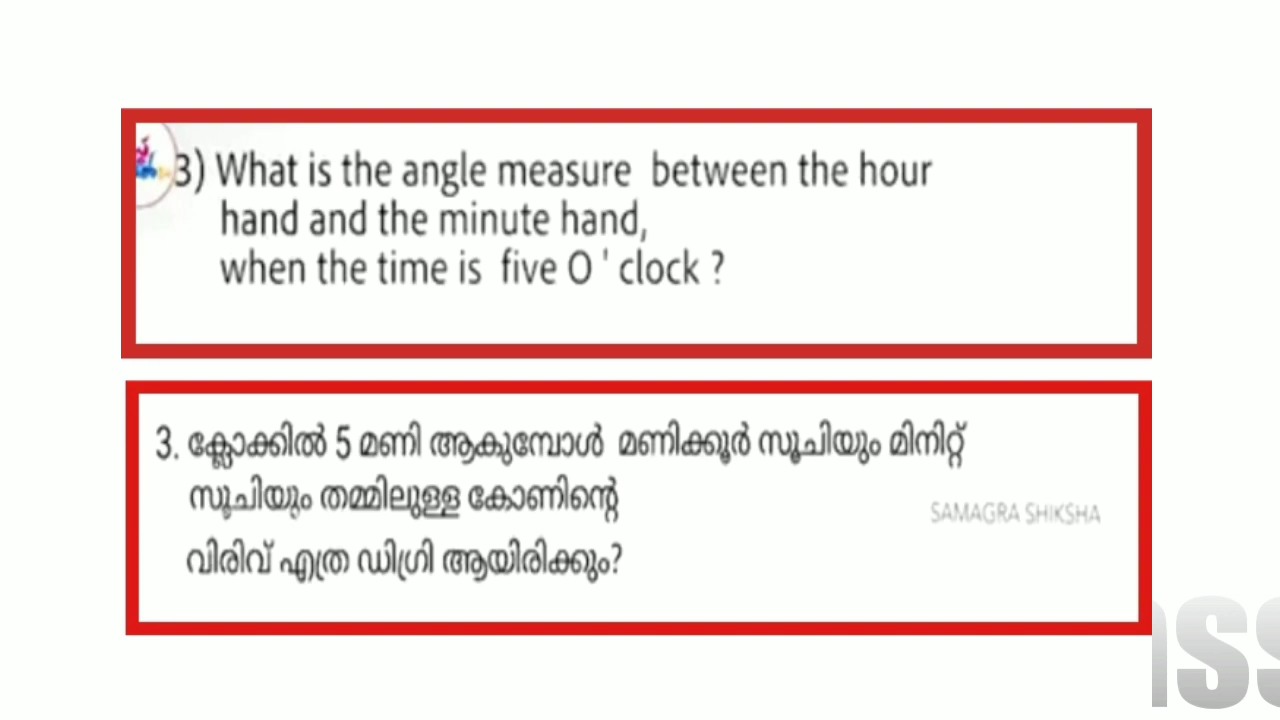 3) What is the angle measure between the hour
hand and the minute hand,
when the time is five O ' clock ?
3. ക്ലോക്കിൽ 5 മണി ആകുമ്പോൾ മണിക്കൂർ സൂചിയും മിനിറ്റ്
സൂചിയും തമ്മിലുള്ള കോണിന്റെ
SAMAGRA SHIKSHA
വിരിവ് എത്ര ഡിഗ്രി ആയിരിക്കും?